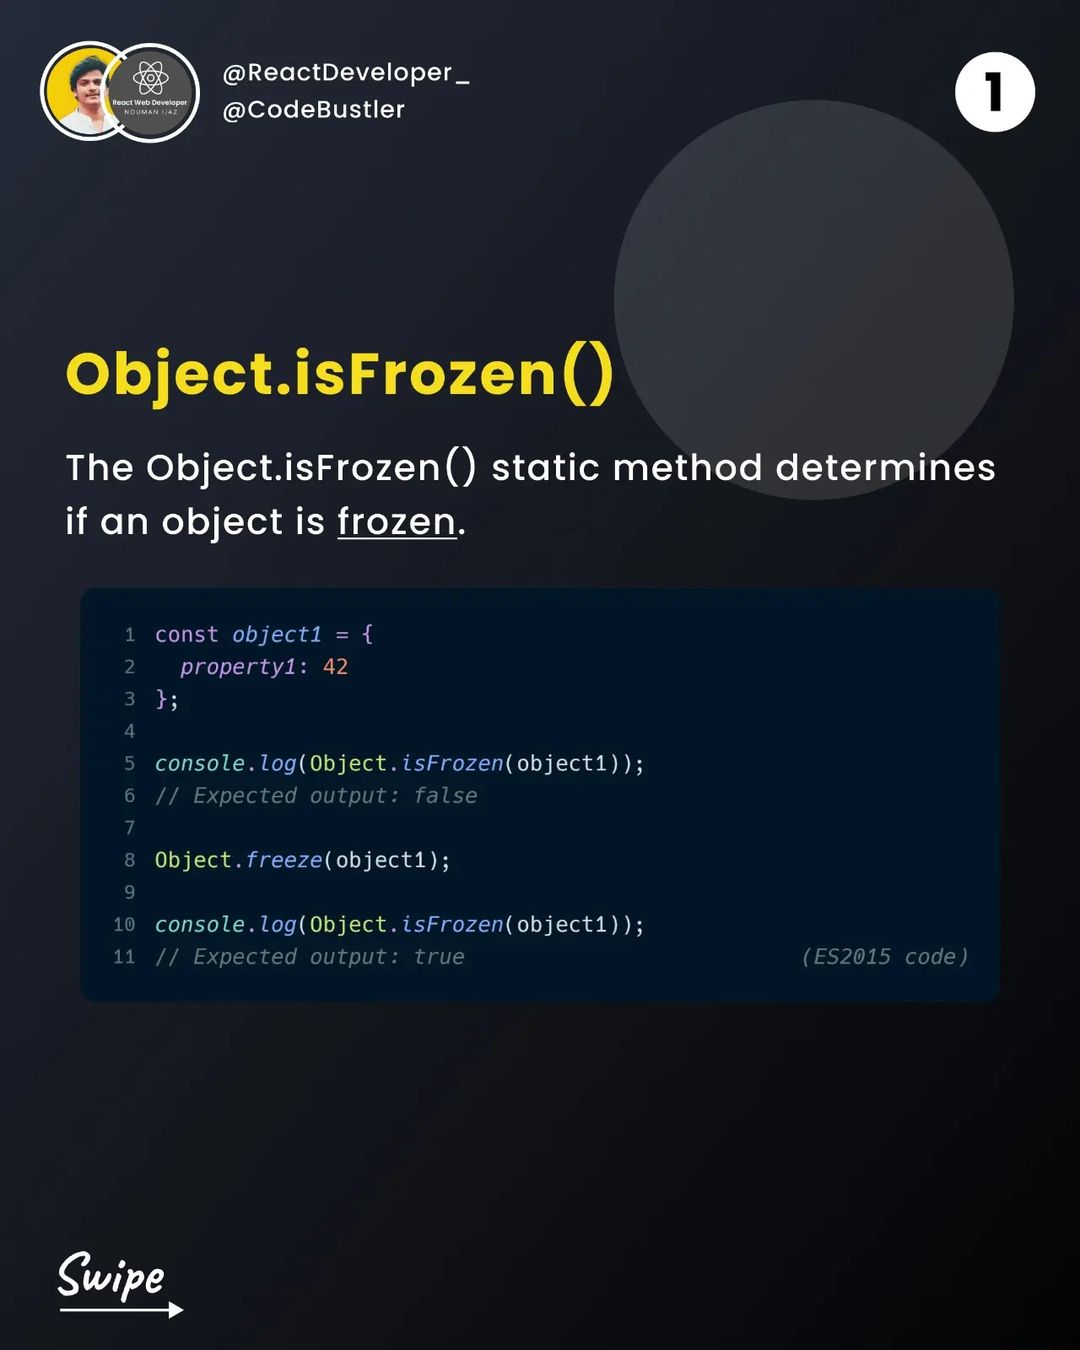 @ReactDeveloper_
@CodeBustler
React Web Developer
NOUMAN IJAZ
1
Object.isFrozen()
The Object.isFrozen() static method determines
if an object is frozen.
1 const object1 = {
2   property1: 42
3 };
4
5 console.log(Object.isFrozen(object1));
6 // Expected output: false
7
8 Object.freeze(object1);
9
10 console.log(Object.isFrozen(object1));
11 // Expected output: true (ES2015 code)
Swipe